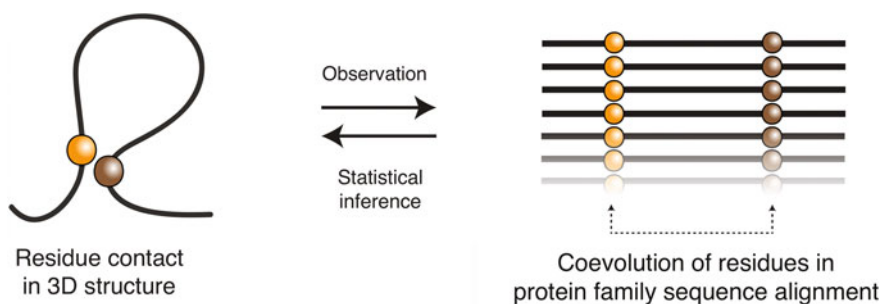 Observation
Statistical
inference
Residue contact
in 3D structure
Coevolution of residues in
protein family sequence alignment